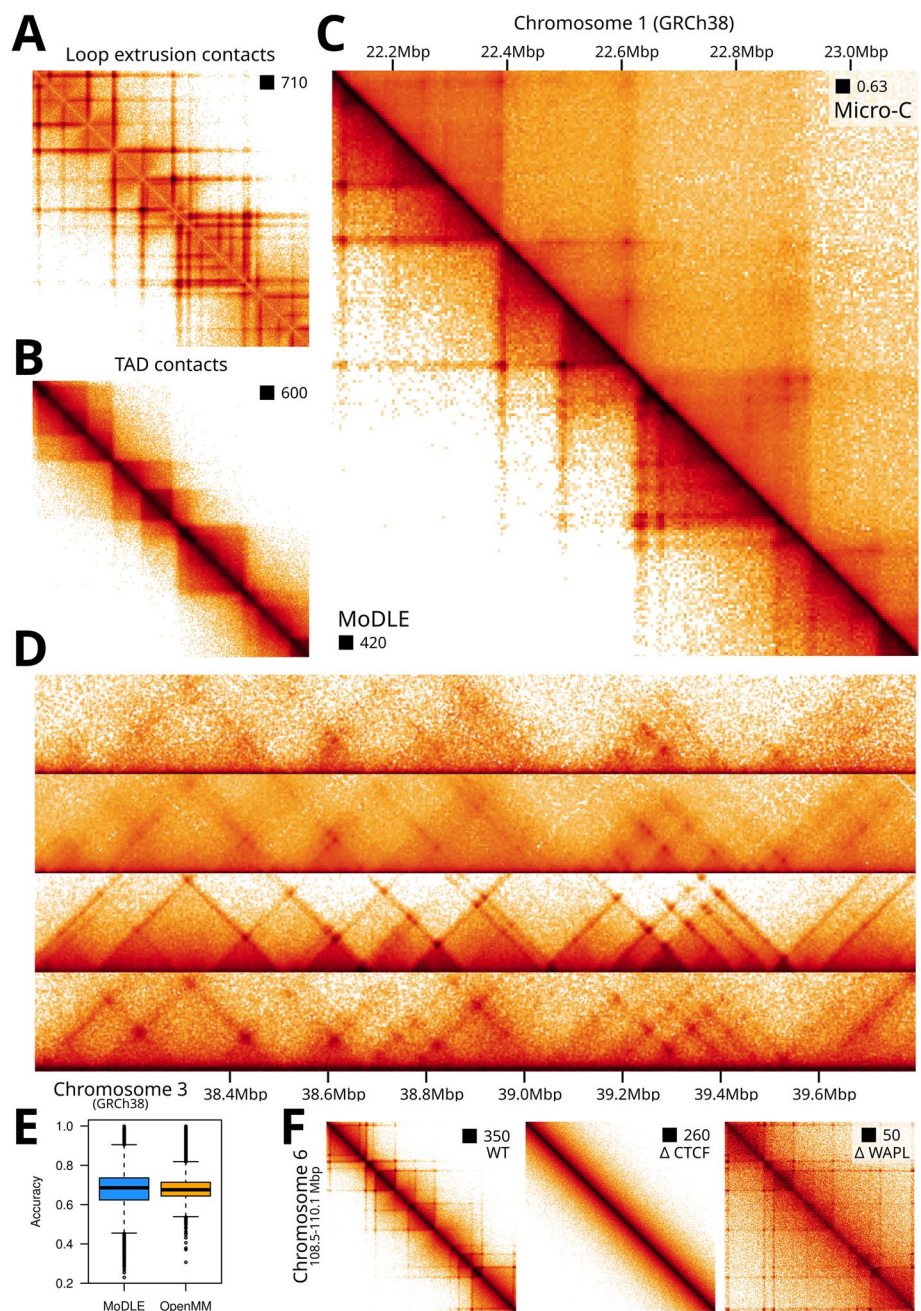 A
Loop extrusion contacts
710
B
TAD contacts
600
C
Chromosome 1 (GRCh38)
22.2Mbp 22.4Mbp 22.6Mbp 22.8Mbp 23.0Mbp
0.63
Micro-C
MoDLE
420
D
Chromosome 3
(GRCh38)
38.4Mbp 38.6Mbp 38.8Mbp 39.0Mbp 39.2Mbp 39.4Mbp 39.6Mbp
E
Accuracy
1.0
0.8
0.6
0.4
0.2
MoDLE OpenMM
F
Chromosome 6
108.5-110.1 Mbp
350
WT
260
Δ CTCF
50
Δ WAPL